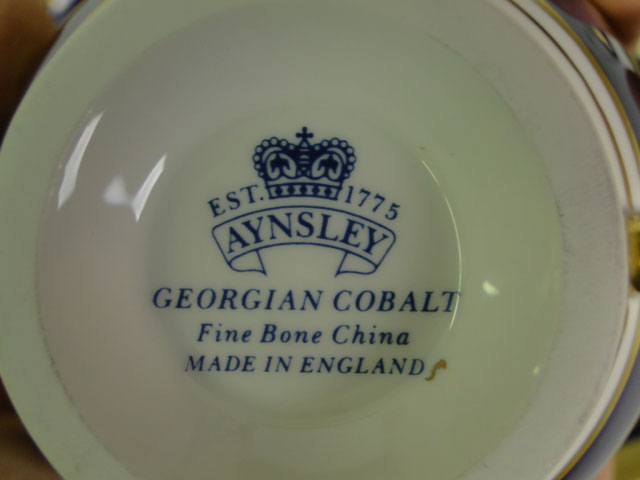 EST. 1775
AYNSLEY
GEORGIAN COBALT
Fine Bone China
MADE IN ENGLAND